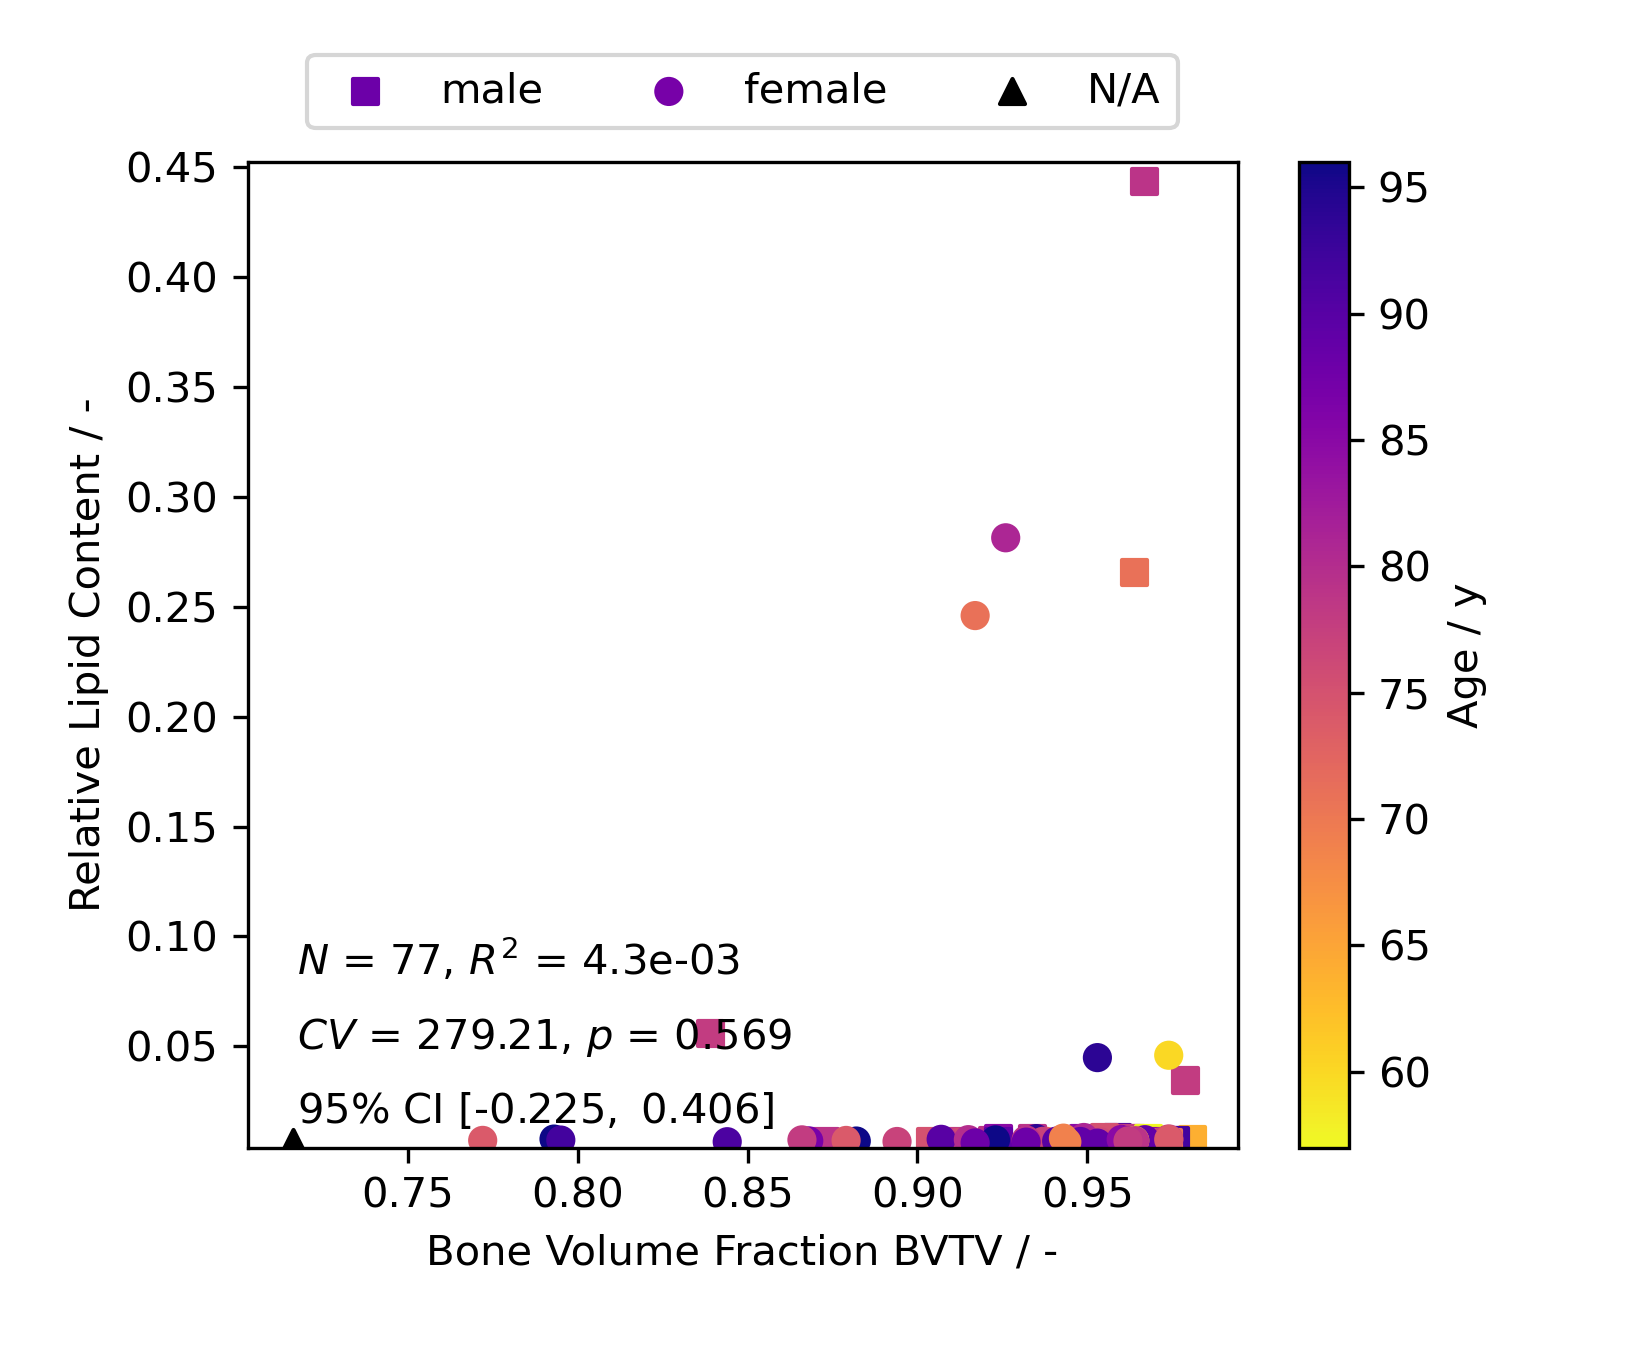 male female N/A
0.45
0.40
0.35
0.30
0.25
0.20
0.15
0.10
0.05
Relative Lipid Content / -
N = 77, R² = 4.3e-03
CV = 279.21, p = 0.569
95% CI [-0.225, 0.406]
0.75 0.80 0.85 0.90 0.95
Bone Volume Fraction BVTV / -
95
90
85
80
75
70
65
60
Age / y